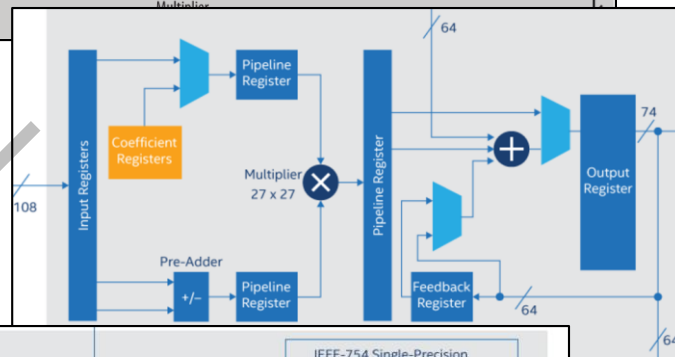 Multiplier
64
74
Pipeline
Register
Coefficient
Registers
Input Registers
Multiplier
27 x 27
Pipeline Register
Output
Register
108
Pre-Adder
+/−
Pipeline
Register
Feedback
Register
64
64
IEEE-754 Single-Precision